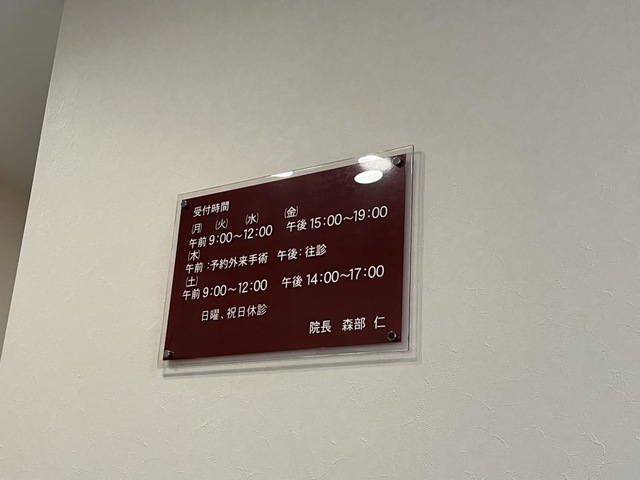 受付時間
(月) (火) (水) (金)
午前 9:00~12:00 午後 15:00~19:00
(木)
午前:予約外来手術 午後:往診
(土)
午前 9:00~12:00 午後 14:00~17:00
日曜、祝日休診
院長 森部 仁